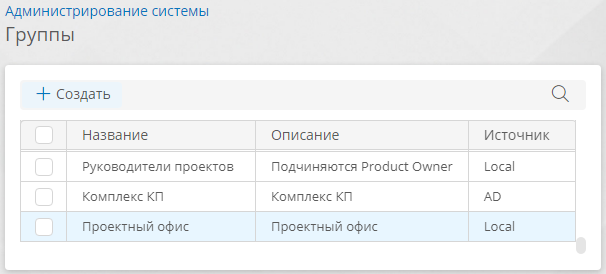 Администрирование системы
Группы
+ Создать
Название Описание Источник
Руководители проектов Подчиняются Product Owner Local
Комплекс КП Комплекс КП AD
Проектный офис Проектный офис Local